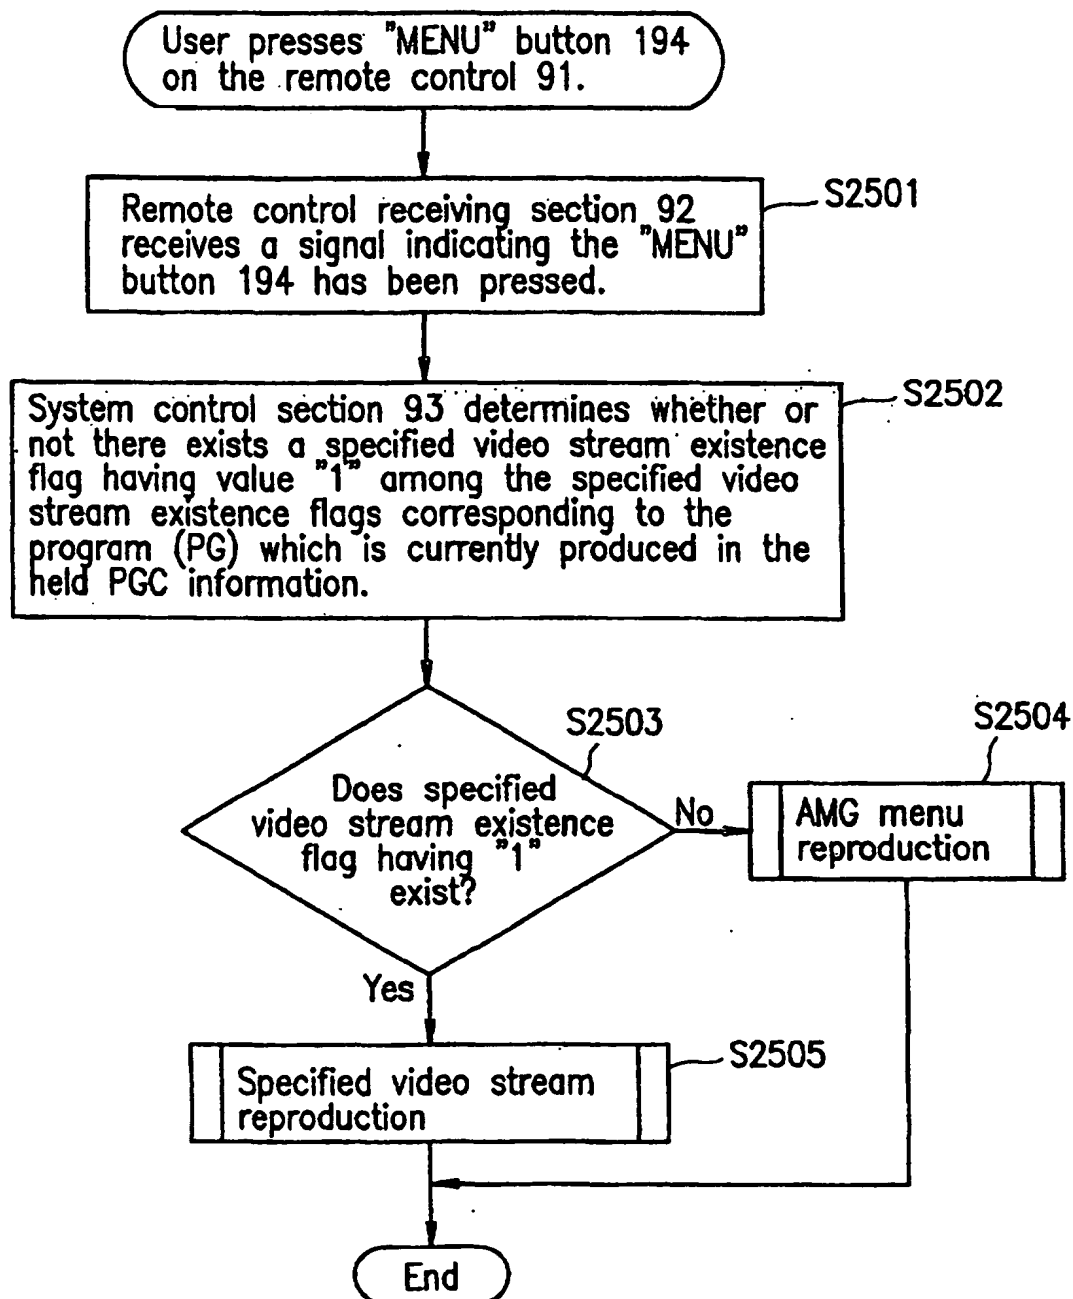 User presses "MENU" button 194
on the remote control 91.
Remote control receiving section 92
receives a signal indicating the "MENU"
button 194 has been pressed.
S2501
System control section 93 determines whether or
not there exists a specified video stream existence
flag having value "1" among the specified video
stream existence flags corresponding to the
program (PG) which is currently produced in the
held PGC information.
S2502
S2503
Does specified
video stream existence
flag having "1"
exist?
No
S2504
AMG menu
reproduction
Yes
S2505
Specified video stream
reproduction
End